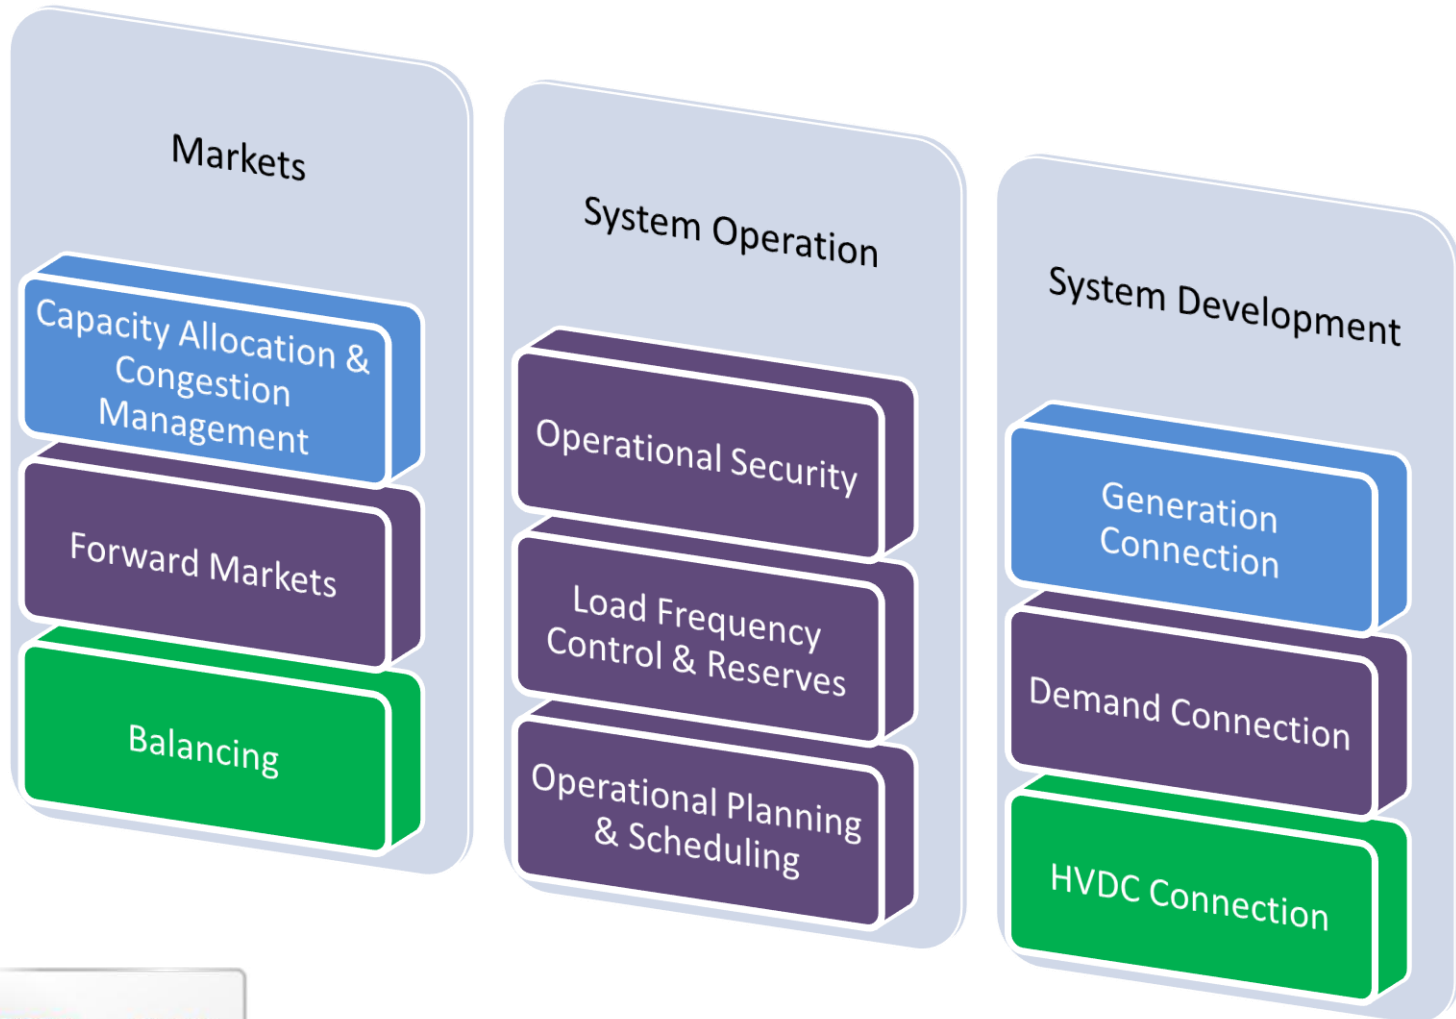 Markets
Capacity Allocation &
Congestion
Management
Forward Markets
Balancing
System Operation
Operational Security
Load Frequency
Control & Reserves
Operational Planning
& Scheduling
System Development
Generation
Connection
Demand Connection
HVDC Connection